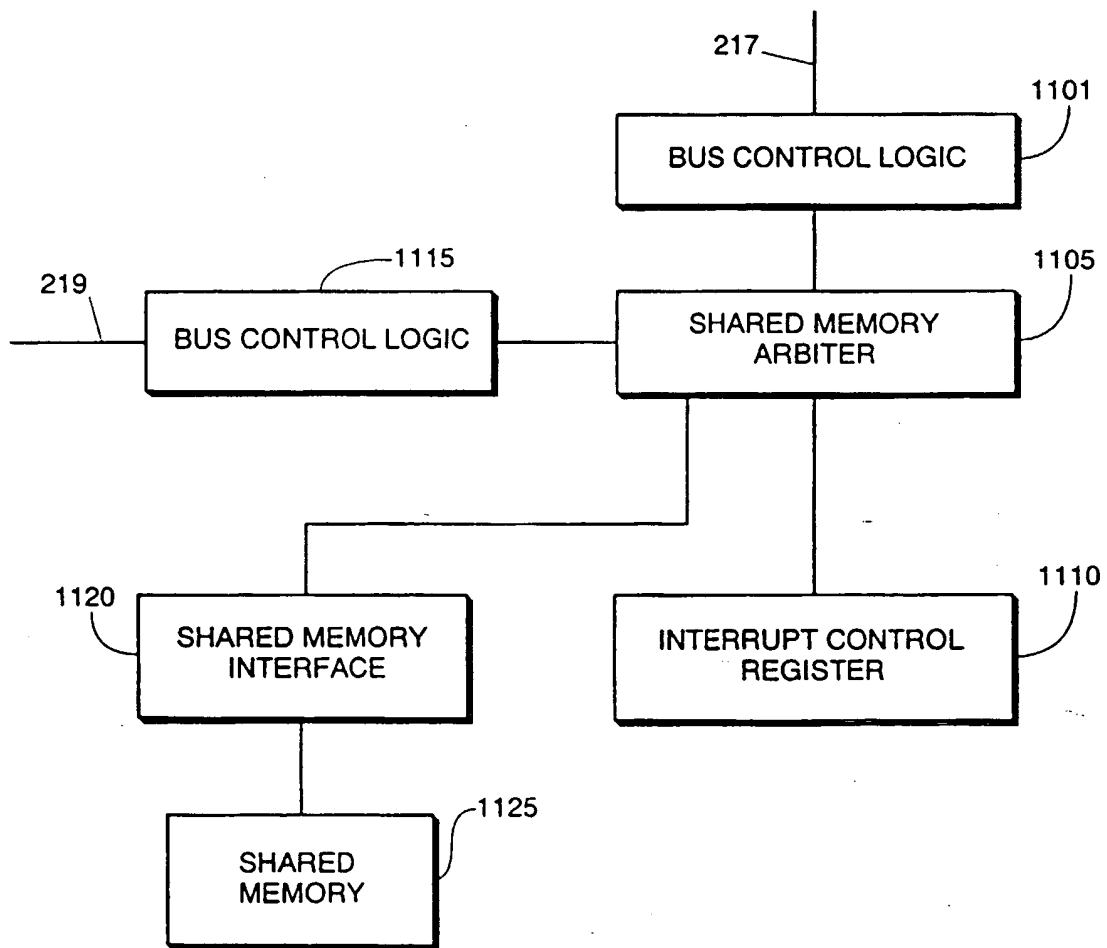 217
1101
BUS CONTROL LOGIC
1115
1105
219
BUS CONTROL LOGIC
SHARED MEMORY
ARBITER
1120
1110
SHARED MEMORY
INTERFACE
INTERRUPT CONTROL
REGISTER
1125
SHARED
MEMORY